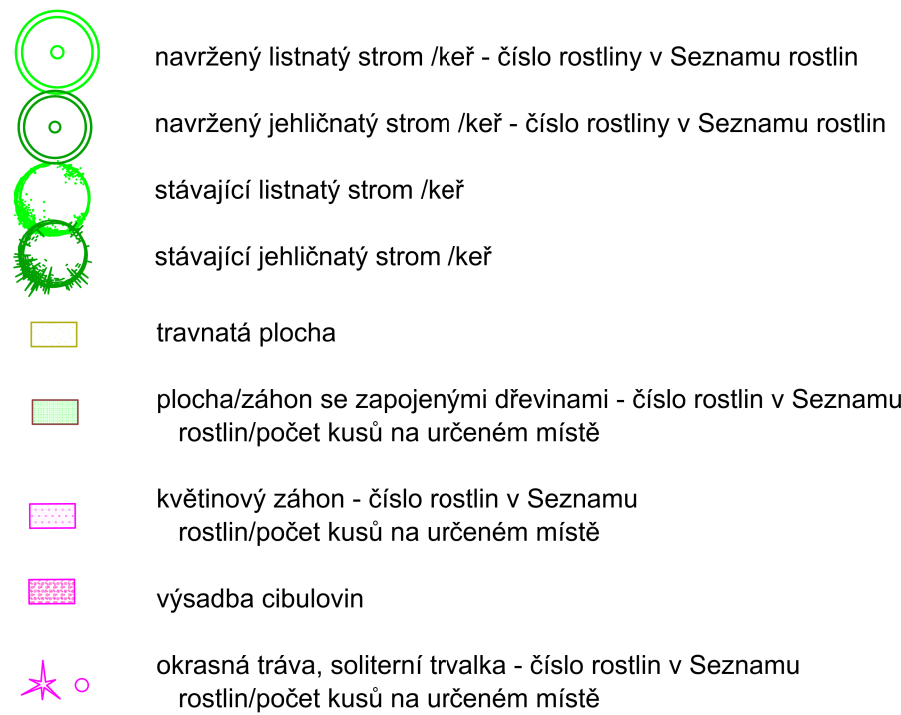 navržený listnatý strom /keř - číslo rostliny v Seznamu rostlin
navržený jehličnatý strom /keř - číslo rostliny v Seznamu rostlin
stávající listnatý strom /keř
stávající jehličnatý strom /keř
travnatá plocha
plocha/záhon se zapojenými dřevinami - číslo rostlin v Seznamu
rostlin/počet kusů na určeném místě
květinový záhon - číslo rostlin v Seznamu
rostlin/počet kusů na určeném místě
výsadba cibulovin
okrasná tráva, soliterní trvalka - číslo rostlin v Seznamu
rostlin/počet kusů na určeném místě